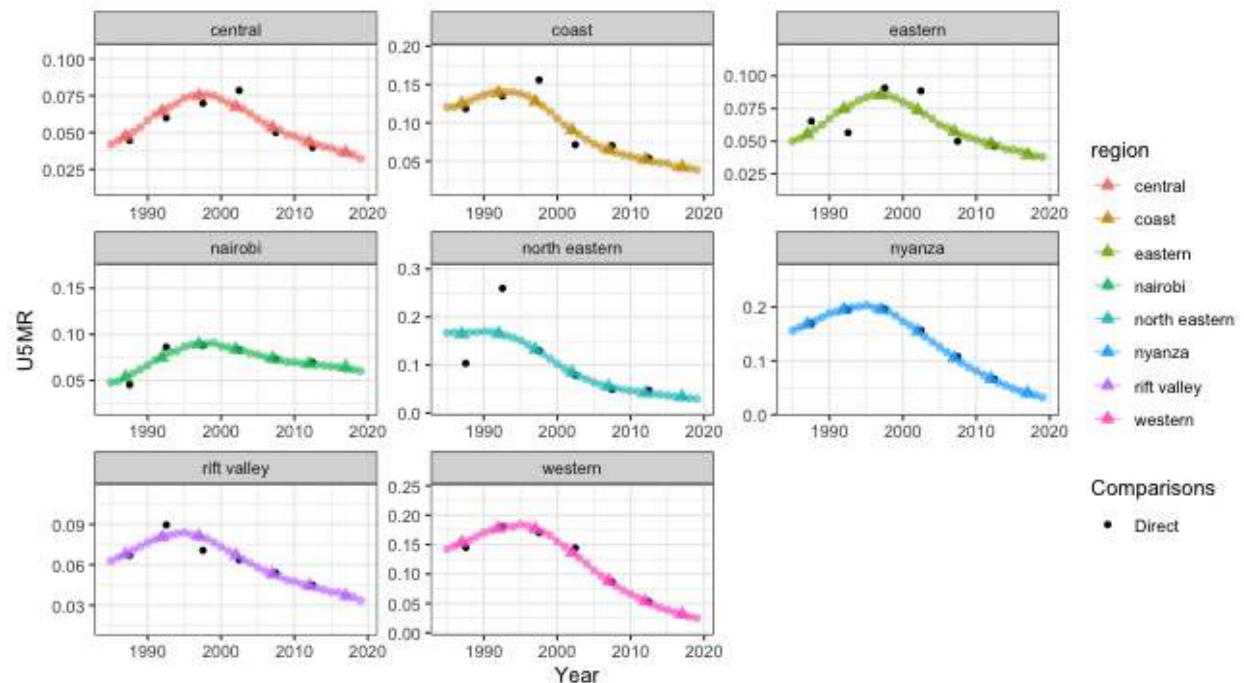 central
coast
eastern
0.100
0.075
0.050
0.025
0.20
0.15
0.10
0.05
0.100
0.075
0.050
0.025
1990 2000 2010 2020
1990 2000 2010 2020
1990 2000 2010 2020
nairobi
north eastern
nyanza
0.15
0.10
0.05
0.3
0.2
0.1
0.0
0.2
0.1
0.0
1990 2000 2010 2020
1990 2000 2010 2020
1990 2000 2010 2020
rift valley
western
0.09
0.06
0.03
0.25
0.20
0.15
0.10
0.05
0.00
1990 2000 2010 2020
1990 2000 2010 2020
U5MR
Year
region
central
coast
eastern
nairobi
north eastern
nyanza
rift valley
western
Comparisons
Direct